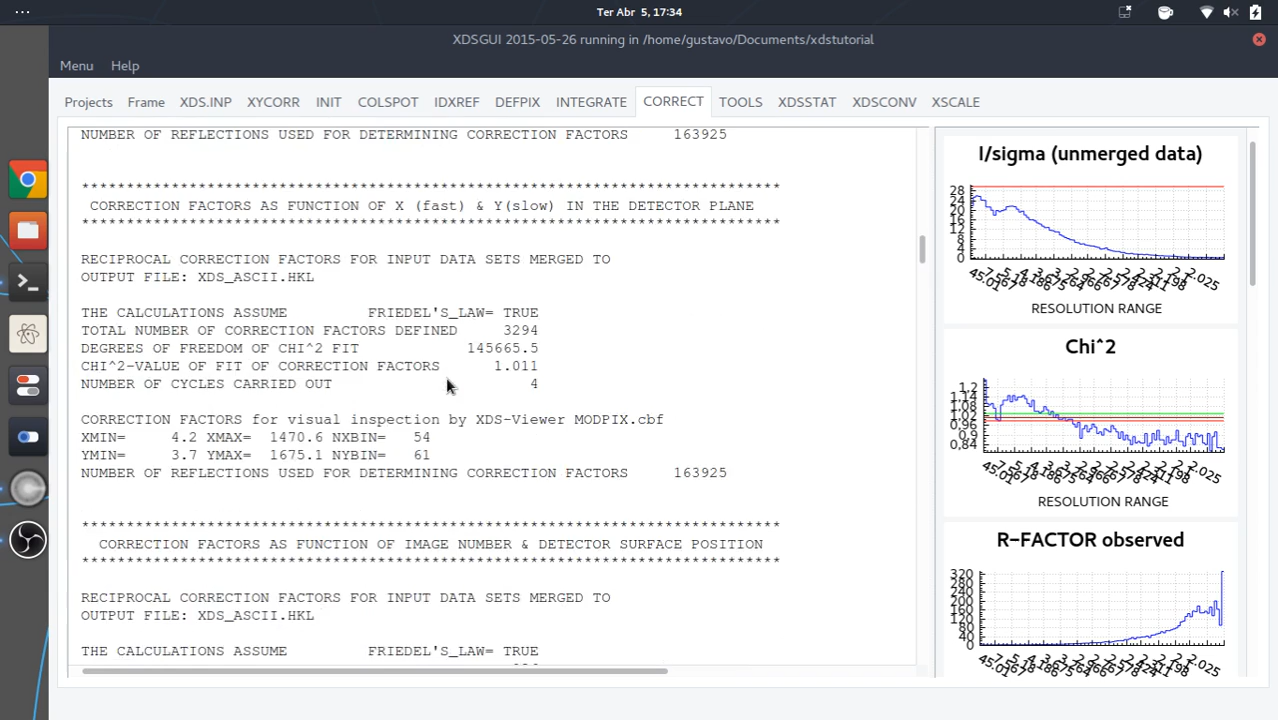 Ter Abr 5, 17:34
XDSGUI 2015-05-26 running in /home/gustavo/Documents/xdstutorial
Menu Help
Projects Frame XDS.INP XYCORR INIT COLSPOT IDXREF DEFPIX INTEGRATE CORRECT TOOLS XDSSTAT XDSCONV XSCALE
NUMBER OF REFLECTIONS USED FOR DETERMINING CORRECTION FACTORS 163925
******************************************************************************
CORRECTION FACTORS AS FUNCTION OF X (fast) & Y(slow) IN THE DETECTOR PLANE
******************************************************************************
RECIPROCAL CORRECTION FACTORS FOR INPUT DATA SETS MERGED TO
OUTPUT FILE: XDS_ASCII.HKL
THE CALCULATIONS ASSUME FRIEDEL'S_LAW= TRUE
TOTAL NUMBER OF CORRECTION FACTORS DEFINED 3294
DEGREES OF FREEDOM OF CHI^2 FIT 145665.5
CHI^2-VALUE OF FIT OF CORRECTION FACTORS 1.011
NUMBER OF CYCLES CARRIED OUT 4
CORRECTION FACTORS for visual inspection by XDS-Viewer MODPIX.cbf
XMIN= 4.2 XMAX= 1470.6 NXBIN= 54
YMIN= 3.7 YMAX= 1675.1 NYBIN= 61
NUMBER OF REFLECTIONS USED FOR DETERMINING CORRECTION FACTORS 163925
******************************************************************************
CORRECTION FACTORS AS FUNCTION OF IMAGE NUMBER & DETECTOR SURFACE POSITION
******************************************************************************
RECIPROCAL CORRECTION FACTORS FOR INPUT DATA SETS MERGED TO
OUTPUT FILE: XDS_ASCII.HKL
THE CALCULATIONS ASSUME FRIEDEL'S_LAW= TRUE
I/sigma (unmerged data)
28
20
12
8
4
0
RESOLUTION RANGE
Chi^2
1.2
1.14
1.08
1.02
0.96
0.9
0.84
RESOLUTION RANGE
R-FACTOR observed
320
280
240
200
160
120
80
40
0